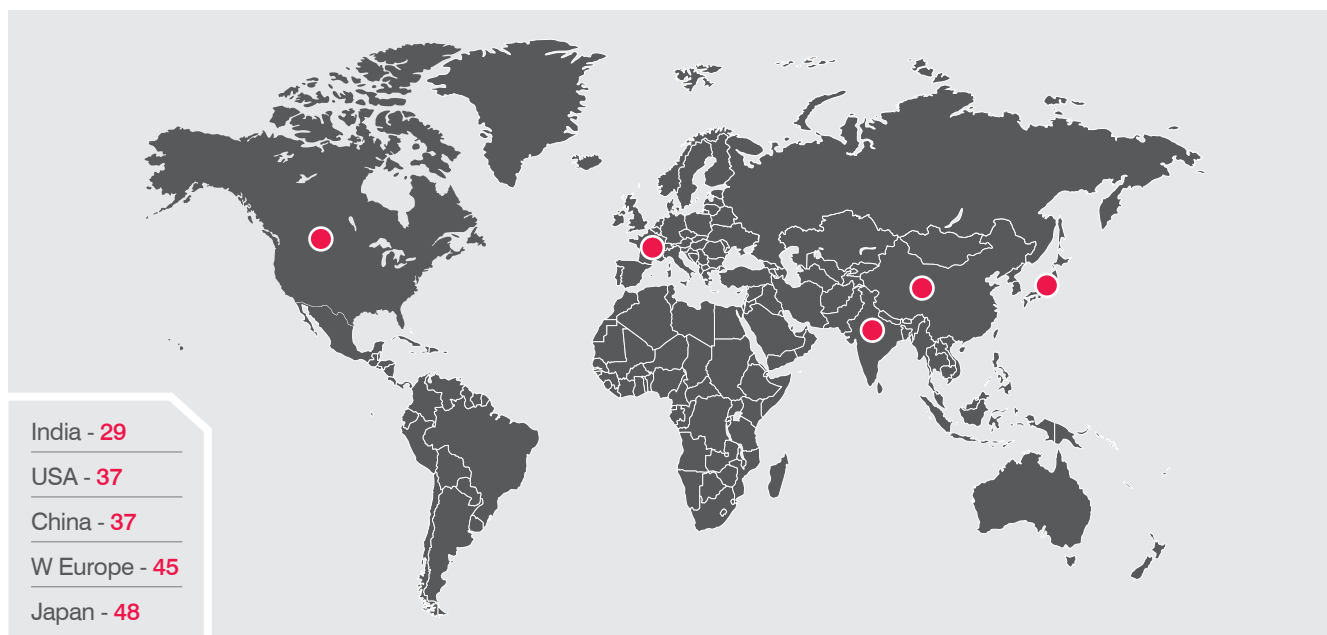 India - 29
USA - 37
China - 37
W Europe - 45
Japan - 48